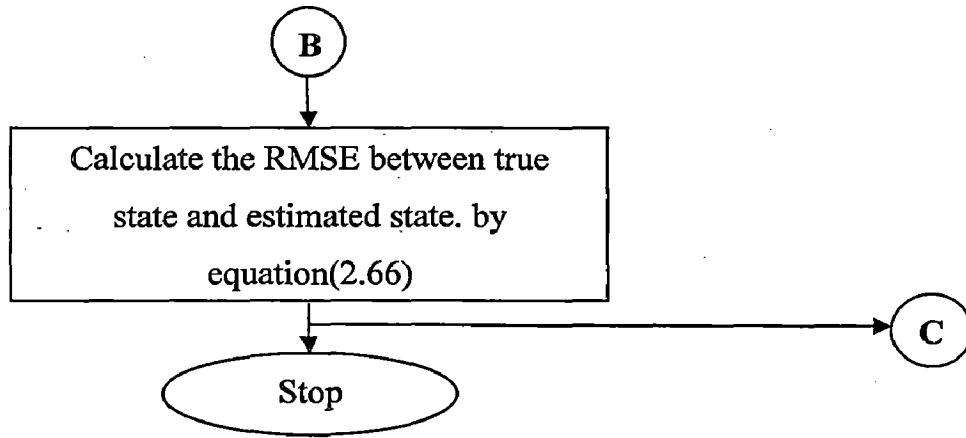 B
Calculate the RMSE between true
state and estimated state. by
equation(2.66)
C
Stop